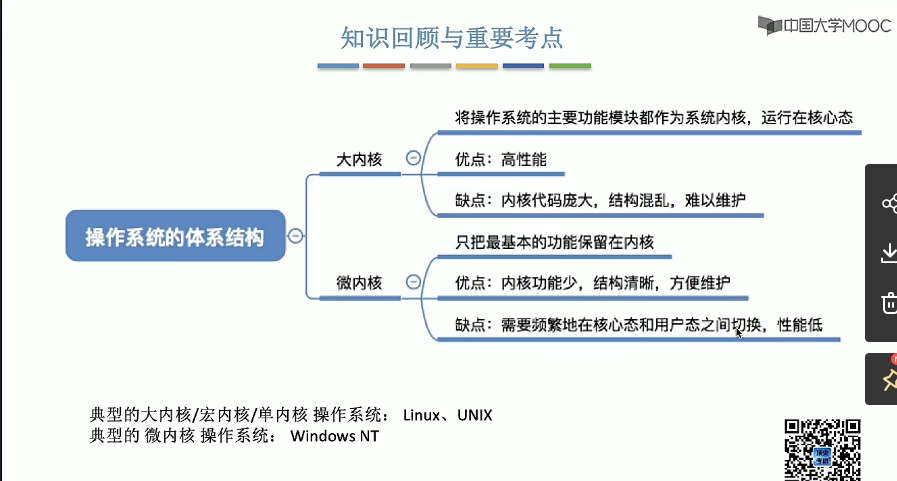 中国大学MOOC
知识回顾与重要考点
将操作系统的主要功能模块都作为系统内核，运行在核心态
大内核
优点：高性能
缺点：内核代码庞大，结构混乱，难以维护
操作系统的体系结构
只把最基本的功能保留在内核
微内核
优点：内核功能少，结构清晰，方便维护
缺点：需要频繁地在核心态和用户态之间切换，性能低
典型的大内核/宏内核/单内核 操作系统： Linux、UNIX
典型的 微内核 操作系统： Windows NT